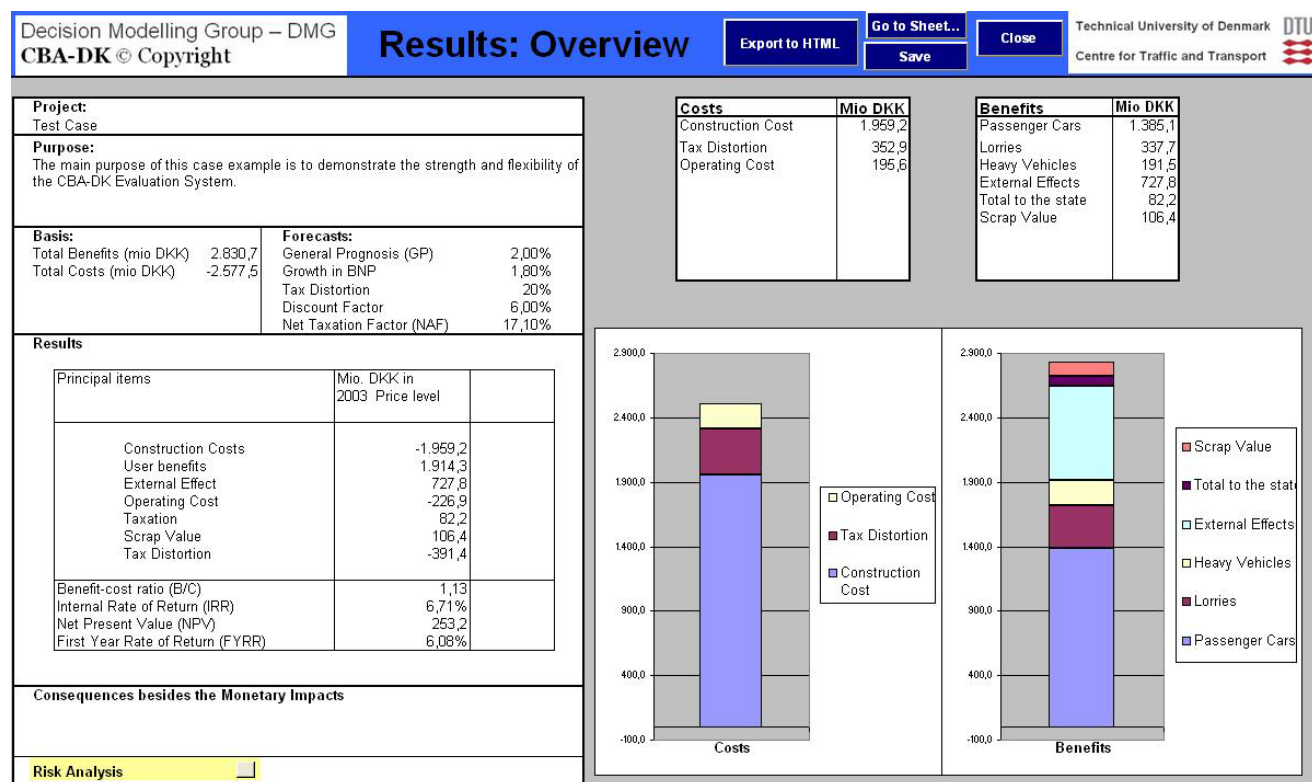 Decision Modelling Group – DMG
CBA-DK © Copyright
Results: Overview
Export to HTML
Go to Sheet...
Save
Close
Technical University of Denmark
DTU
Centre for Traffic and Transport
Project:
Test Case
Purpose:
The main purpose of this case example is to demonstrate the strength and flexibility of
the CBA-DK Evaluation System.
Basis:
Total Benefits (mio DKK) 2.830,7
Total Costs (mio DKK) -2.577,5
Forecasts:
General Prognosis (GP) 2,00%
Growth in BNP 1,80%
Tax Distortion 20%
Discount Factor 6,00%
Net Taxation Factor (NAF) 17,10%
Results
Principal items Mio. DKK in
2003 Price level
Construction Costs -1.959,2
User benefits 1.914,3
External Effect 727,8
Operating Cost -226,9
Taxation 82,2
Scrap Value 106,4
Tax Distortion -391,4
Benefit-cost ratio (B/C) 1,13
Internal Rate of Return (IRR) 6,71%
Net Present Value (NPV) 253,2
First Year Rate of Return (FYRR) 6,08%
Consequences besides the Monetary Impacts
Risk Analysis
Costs Mio DKK
Construction Cost 1.959,2
Tax Distortion 352,9
Operating Cost 195,6
Benefits Mio DKK
Passenger Cars 1.385,1
Lorries 337,7
Heavy Vehicles 191,5
External Effects 727,8
Total to the state 82,2
Scrap Value 106,4
2.900,0
2.400,0
1.900,0
1.400,0
900,0
400,0
-100,0
Costs
Operating Cost
Tax Distortion
Construction
Cost
2.900,0
2.400,0
1.900,0
1.400,0
900,0
400,0
-100,0
Benefits
Scrap Value
Total to the state
External Effects
Heavy Vehicles
Lorries
Passenger Cars